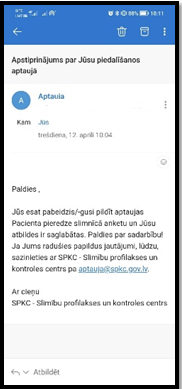 98%
10:11
Apstiprinājums par Jūsu piedalīšanos
aptaujā
A
Aptauja
Kam Jūs
trešdiena, 12. aprīlī 10:04
Paldies ,
Jūs esat pabeidzis/-gusi pildīt aptaujas
Pacienta pieredze slimnīcā anketu un Jūsu
atbildes ir saglabātas. Paldies par sadarbību!
Ja Jums radušies papildus jautājumi, lūdzu,
sazinieties ar SPKC - Slimību profilakses un
kontroles centrs pa aptauja@spkc.gov.lv.
Ar cieņu
SPKC - Slimību profilakses un kontroles centrs
Atbildēt